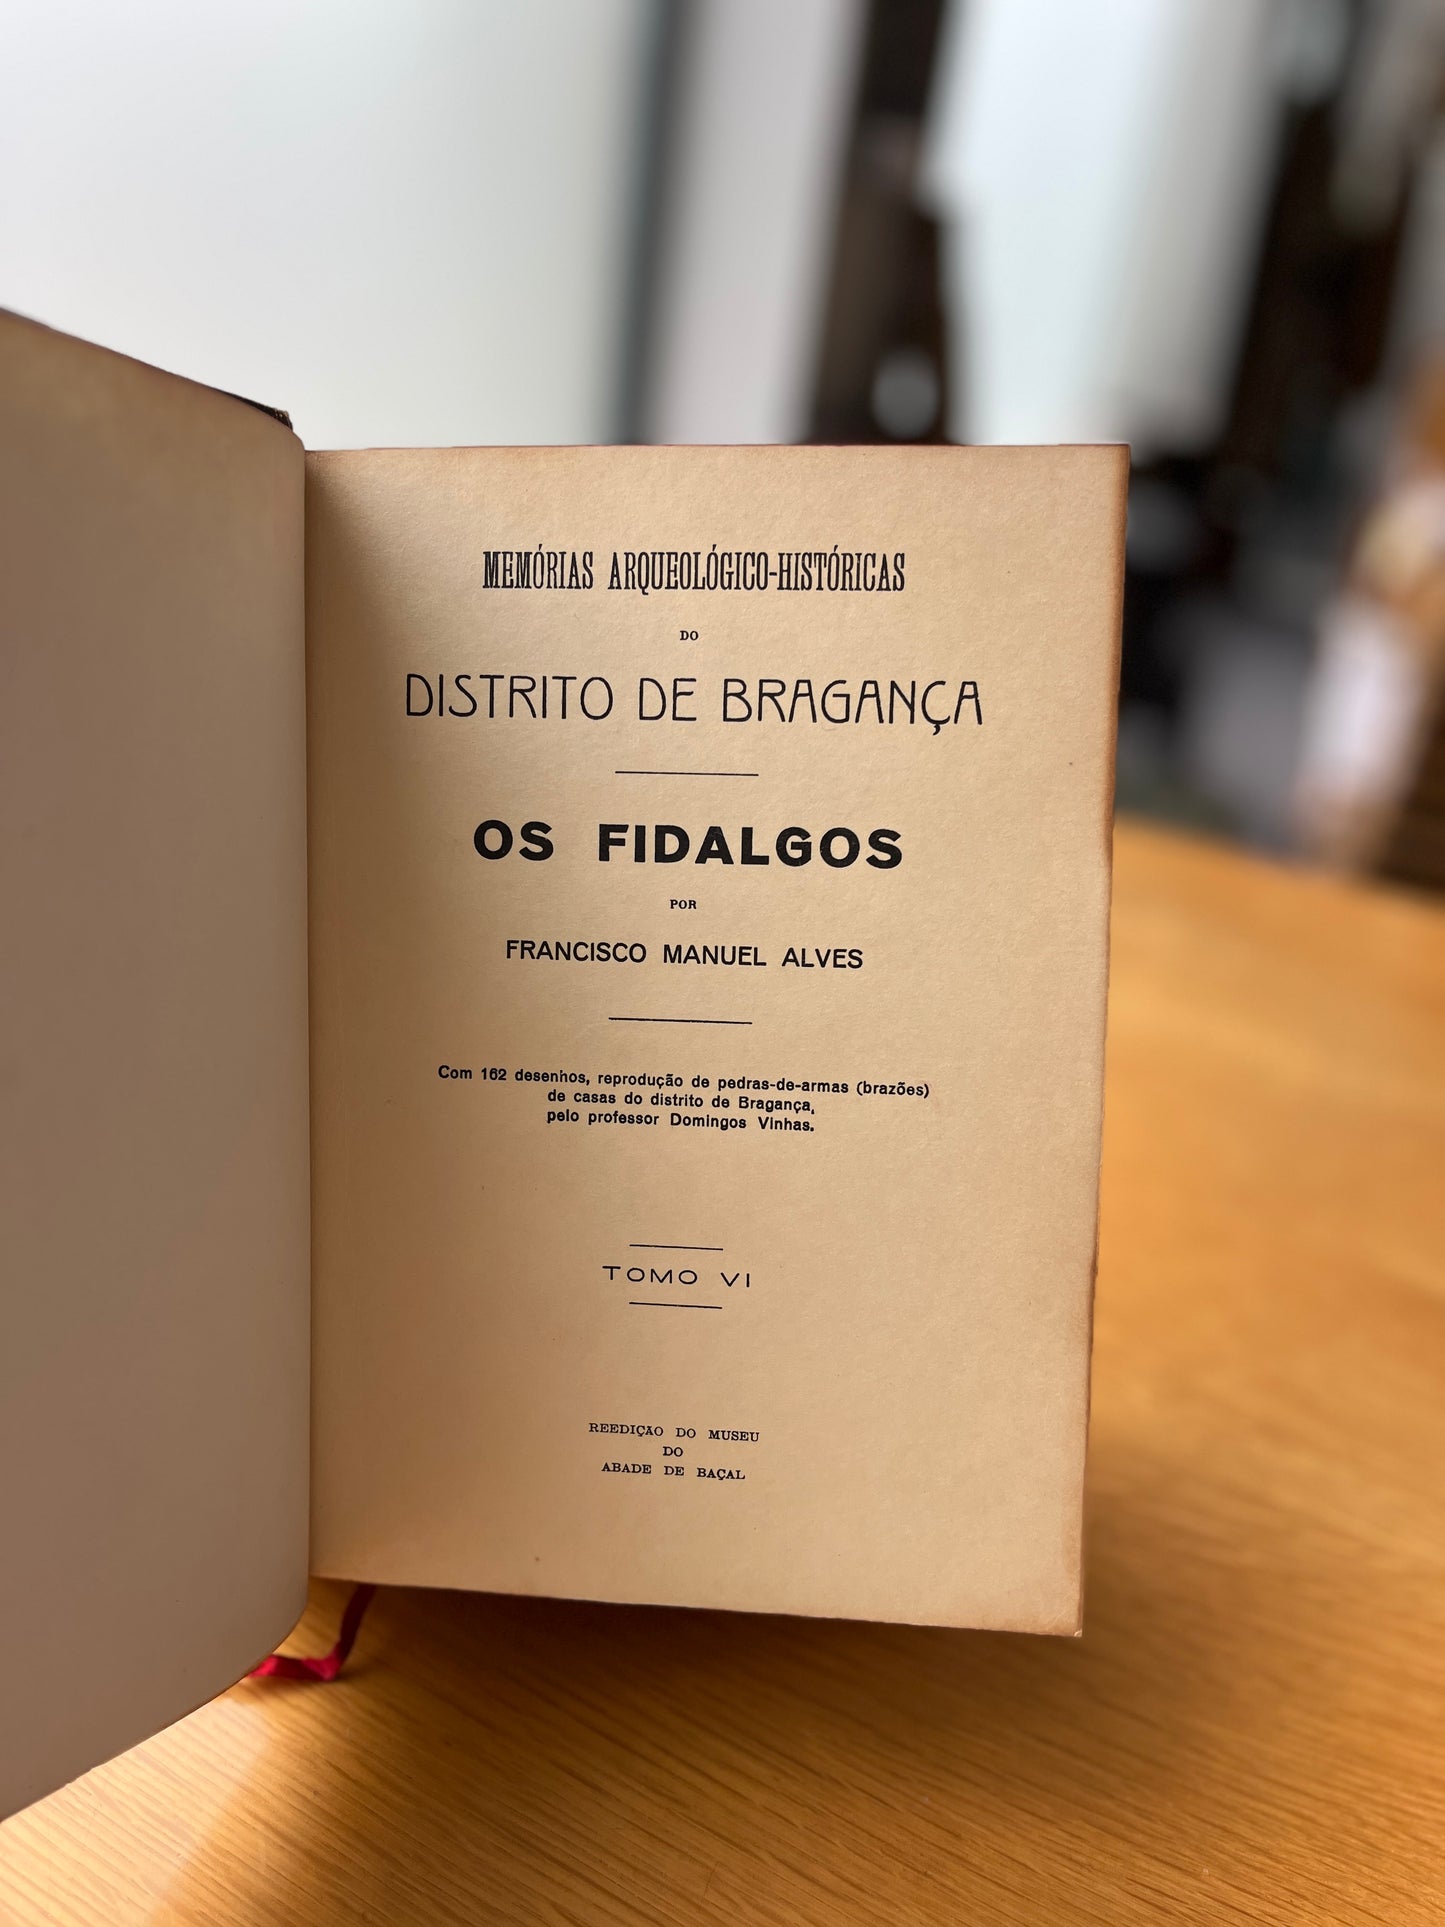 MEMÓRIAS ARQUEOLÓGICO-HISTÓRICAS
DO
DISTRITO DE BRAGANÇA
OS FIDALGOS
POR
FRANCISCO MANUEL ALVES
Com 162 desenhos, reprodução de pedras-de-armas (brazões)
de casas do distrito de Bragança,
pelo professor Domingos Vinhas.
TOMO VI
REEDIÇÃO DO MUSEU
DO
ABADE DE BAÇAL